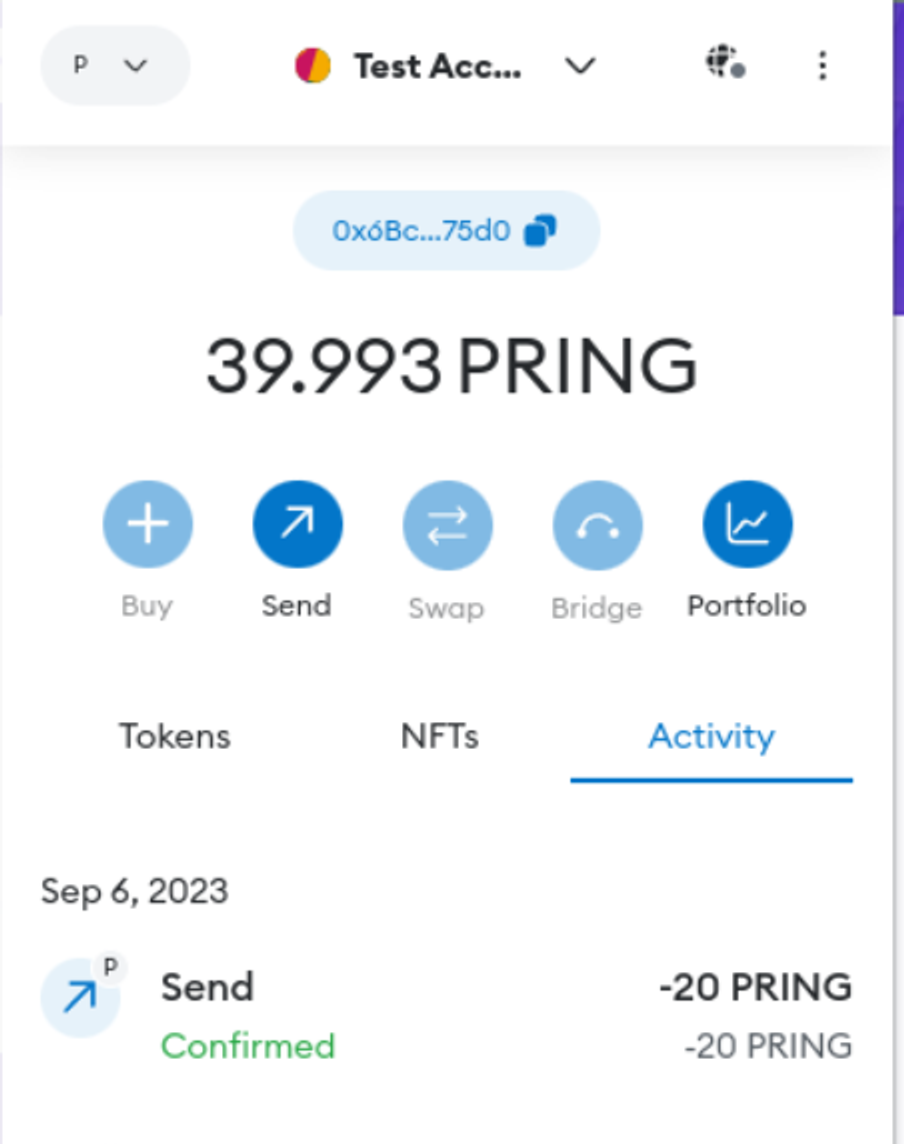 P Test Acc...
0x6Bc...75d0
39.993 PRING
Buy Send Swap Bridge Portfolio
Tokens NFTs Activity
Sep 6, 2023
P
Send -20 PRING
Confirmed -20 PRING